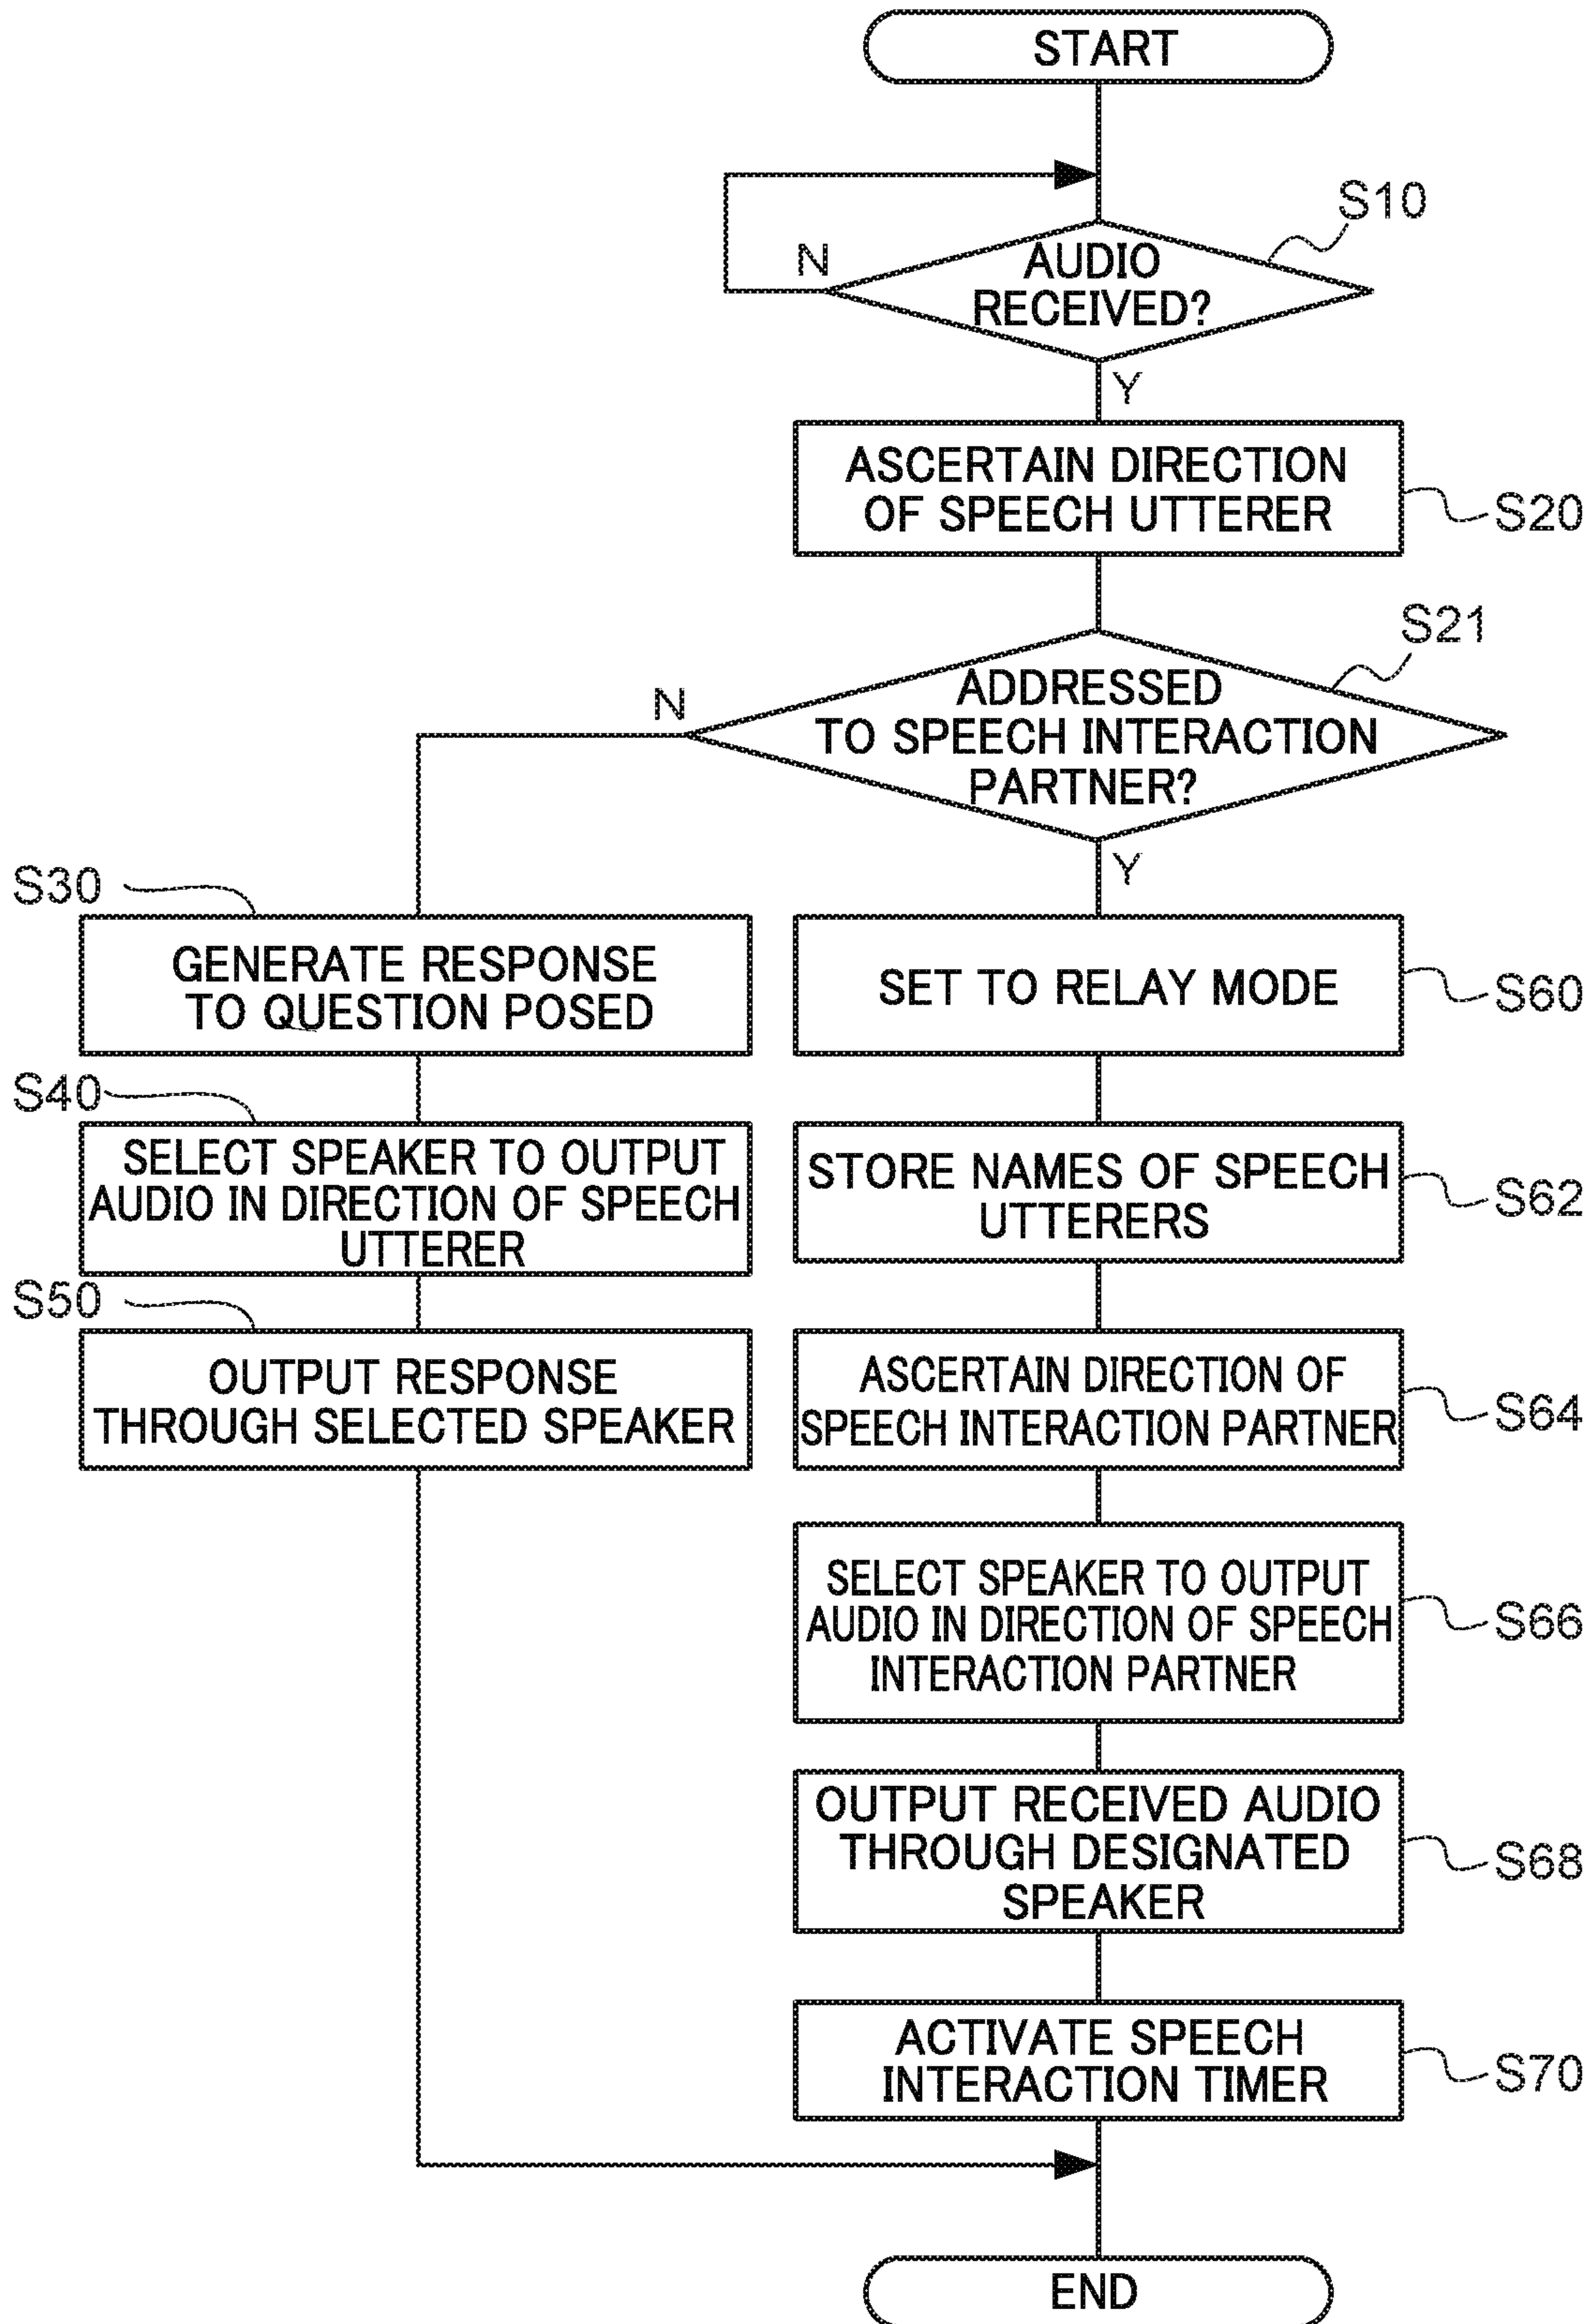 START
S10
N
AUDIO
RECEIVED?
Y
ASCERTAIN DIRECTION
OF SPEECH UTTERER
S20
S21
N
ADDRESSED
TO SPEECH INTERACTION
PARTNER?
Y
S30
GENERATE RESPONSE
TO QUESTION POSED
SET TO RELAY MODE
S60
S40
SELECT SPEAKER TO OUTPUT
AUDIO IN DIRECTION OF SPEECH
UTTERER
STORE NAMES OF SPEECH
UTTERERS
S62
S50
OUTPUT RESPONSE
THROUGH SELECTED SPEAKER
ASCERTAIN DIRECTION OF
SPEECH INTERACTION PARTNER
S64
SELECT SPEAKER TO OUTPUT
AUDIO IN DIRECTION OF SPEECH
INTERACTION PARTNER
S66
OUTPUT RECEIVED AUDIO
THROUGH DESIGNATED
SPEAKER
S68
ACTIVATE SPEECH
INTERACTION TIMER
S70
END